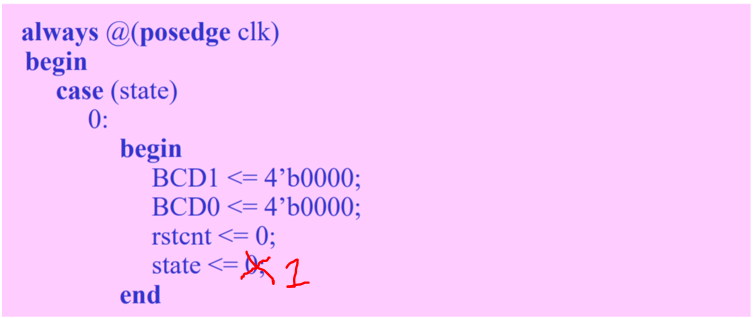 always @(posedge clk)
begin
case (state)
0:
begin
BCD1 <= 4’b0000;
BCD0 <= 4’b0000;
rstcnt <= 0;
state <= 0; 1
end